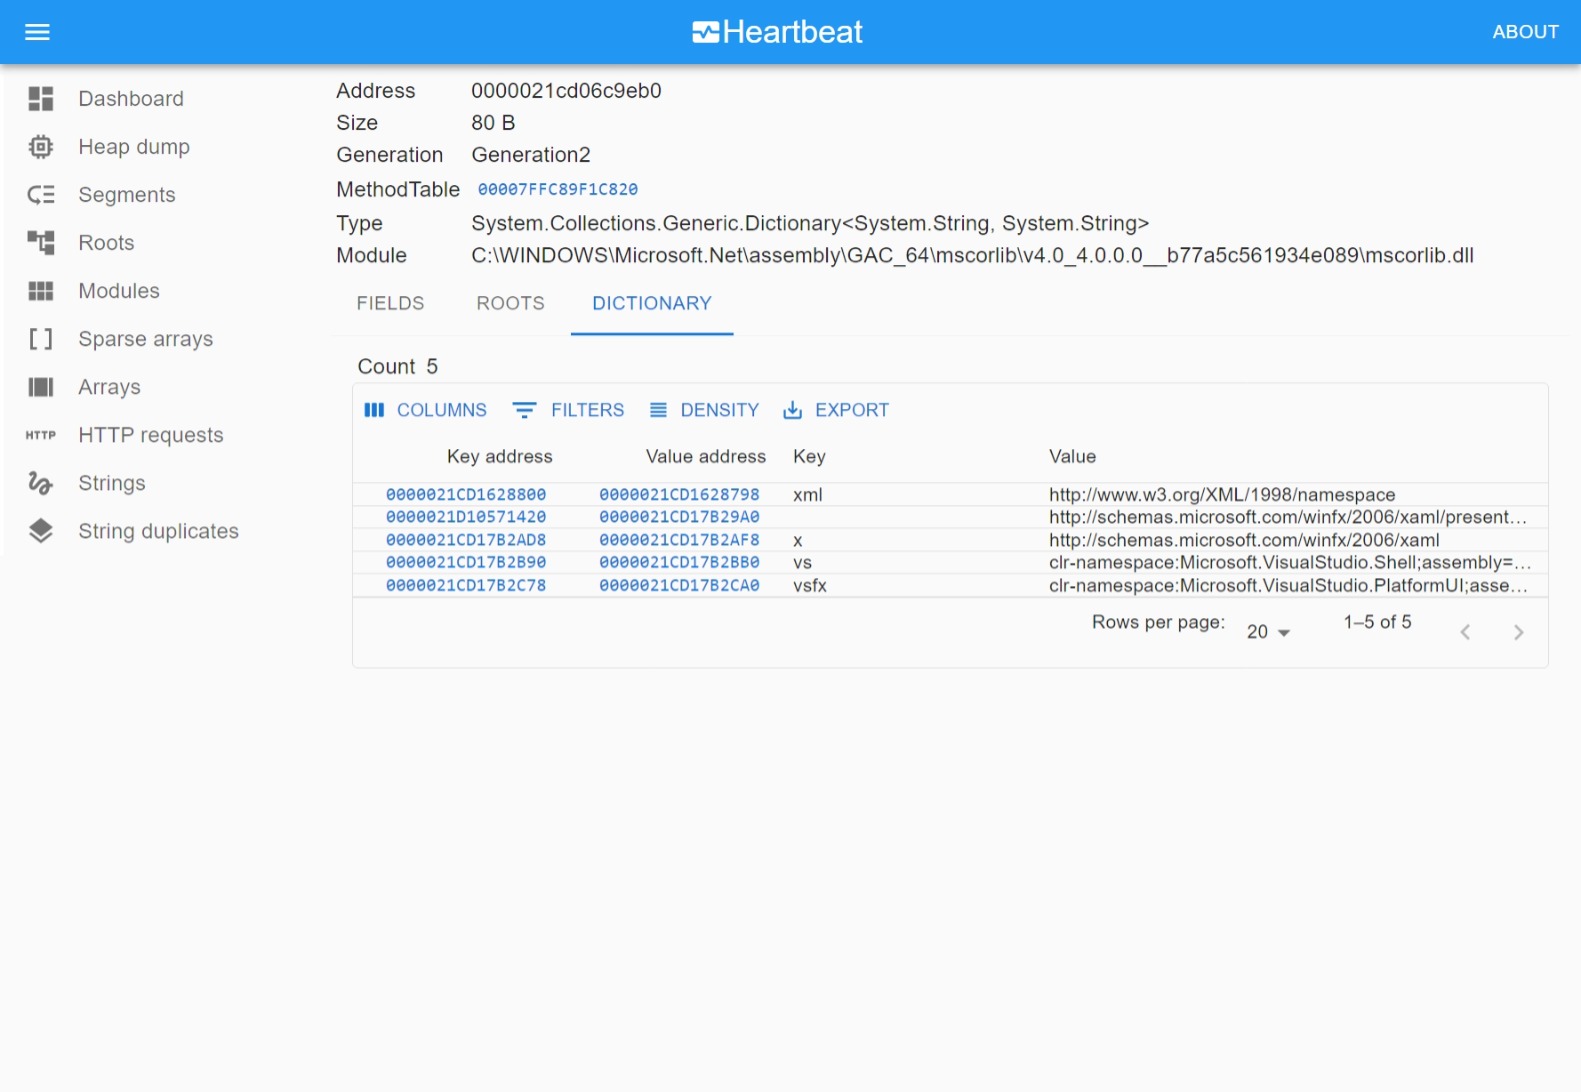 Heartbeat
ABOUT
Dashboard
Heap dump
Segments
Roots
Modules
Sparse arrays
Arrays
HTTP HTTP requests
Strings
String duplicates
Address 0000021cd06c9eb0
Size 80 B
Generation Generation2
MethodTable 00007FFC89F1C820
Type System.Collections.Generic.Dictionary<System.String, System.String>
Module C:\WINDOWS\Microsoft.Net\assembly\GAC_64\mscorlib\v4.0_4.0.0.0__b77a5c561934e089\mscorlib.dll
FIELDS ROOTS DICTIONARY
Count 5
COLUMNS FILTERS DENSITY EXPORT
Key address Value address Key Value
0000021CD1628800 0000021CD1628798 xml http://www.w3.org/XML/1998/namespace
0000021D10571420 0000021CD17B29A0 http://schemas.microsoft.com/winfx/2006/xaml/present...
0000021CD17B2AD8 0000021CD17B2AF8 x http://schemas.microsoft.com/winfx/2006/xaml
0000021CD17B2B90 0000021CD17B2BB0 vs clr-namespace:Microsoft.VisualStudio.Shell;assembly=...
0000021CD17B2C78 0000021CD17B2CA0 vsfx clr-namespace:Microsoft.VisualStudio.PlatformUI;asse...
Rows per page: 20 1–5 of 5